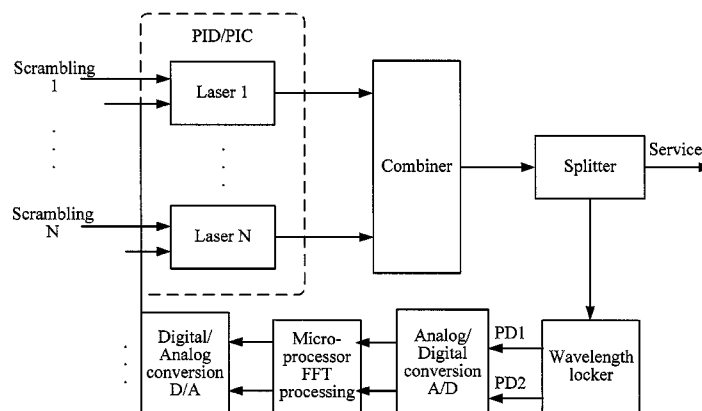 PID/PIC
Scrambling
1
Laser 1
Scrambling
N
Laser N
Combiner
Splitter
Service
Digital/
Analog
conversion
D/A
Micro-
processor
FFT
processing
Analog/
Digital
conversion
A/D
PD1
PD2
Wavelength
locker